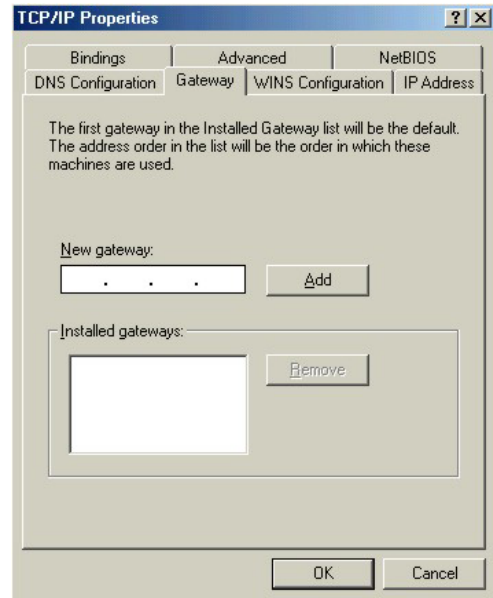 TCP/IP Properties
? X
Bindings Advanced NetBIOS
DNS Configuration Gateway WINS Configuration IP Address
The first gateway in the Installed Gateway list will be the default.
The address order in the list will be the order in which these
machines are used.
New gateway:
. . .
Add
Installed gateways:
Remove
OK Cancel